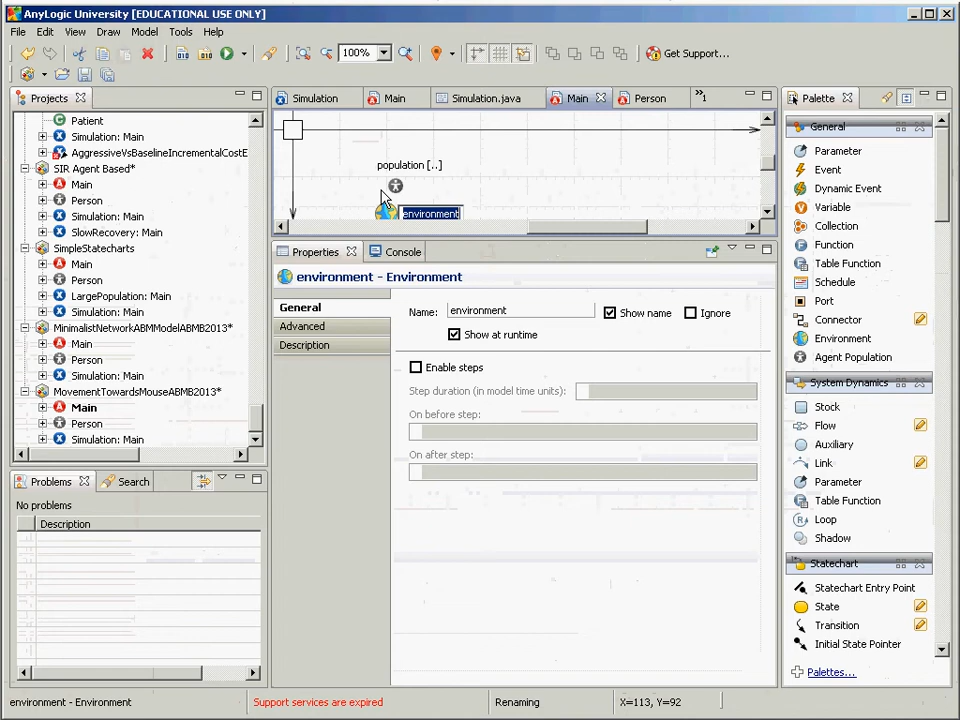 AnyLogic University [EDUCATIONAL USE ONLY]
File Edit View Draw Model Tools Help
100% Get Support...
Projects
Patient
Simulation: Main
AggressiveVsBaselineIncrementalCostE
SIR Agent Based*
Main
Person
Simulation: Main
SlowRecovery: Main
SimpleStatecharts
Main
Person
LargePopulation: Main
Simulation: Main
MinimalistNetworkABMModelABMB2013*
Main
Person
Simulation: Main
MovementTowardsMouseABMB2013*
Main
Person
Simulation: Main
Problems Search
No problems
Description
Simulation Main Simulation.java Main Person »1
population [..]
environment
Properties Console
environment - Environment
General
Advanced
Description
Name: environment Show name Ignore
Show at runtime
Enable steps
Step duration (in model time units):
On before step:
On after step:
Palette
General
Parameter
Event
Dynamic Event
Variable
Collection
Function
Table Function
Schedule
Port
Connector
Environment
Agent Population
System Dynamics
Stock
Flow
Auxiliary
Link
Parameter
Table Function
Loop
Shadow
Statechart
Statechart Entry Point
State
Transition
Initial State Pointer
Palettes...
environment - Environment Support services are expired Renaming X=113, Y=92